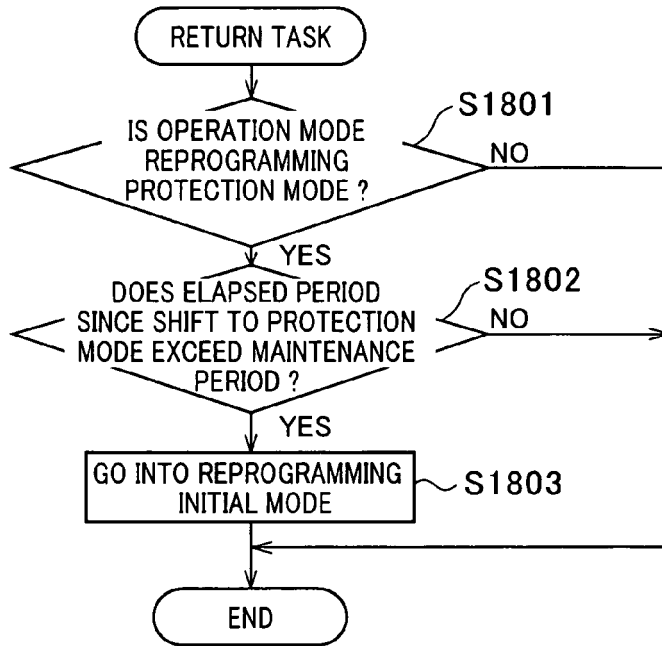 RETURN TASK
S1801
IS OPERATION MODE
REPROGRAMMING
PROTECTION MODE ?
NO
YES
S1802
DOES ELAPSED PERIOD
SINCE SHIFT TO PROTECTION
MODE EXCEED MAINTENANCE
PERIOD ?
NO
YES
GO INTO REPROGRAMMING
INITIAL MODE
S1803
END